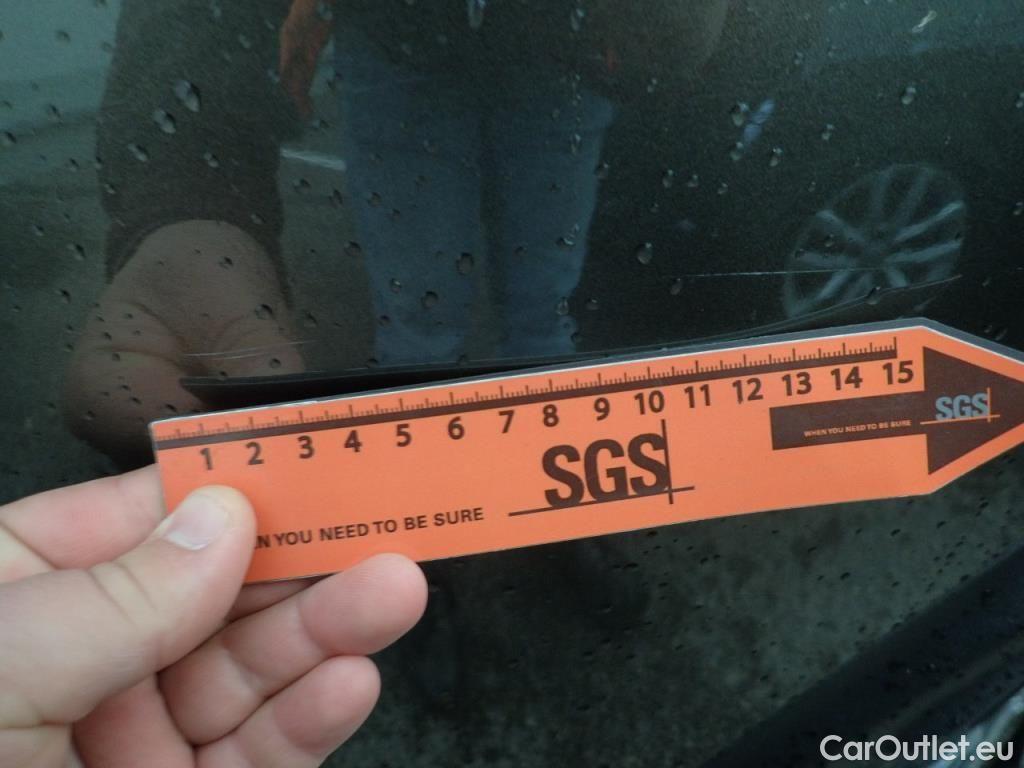 1 2 3 4 5 6 7 8 9 10 11 12 13 14 15
SGS
WHEN YOU NEED TO BE SURE
SGS
N YOU NEED TO BE SURE
CarOutlet.eu